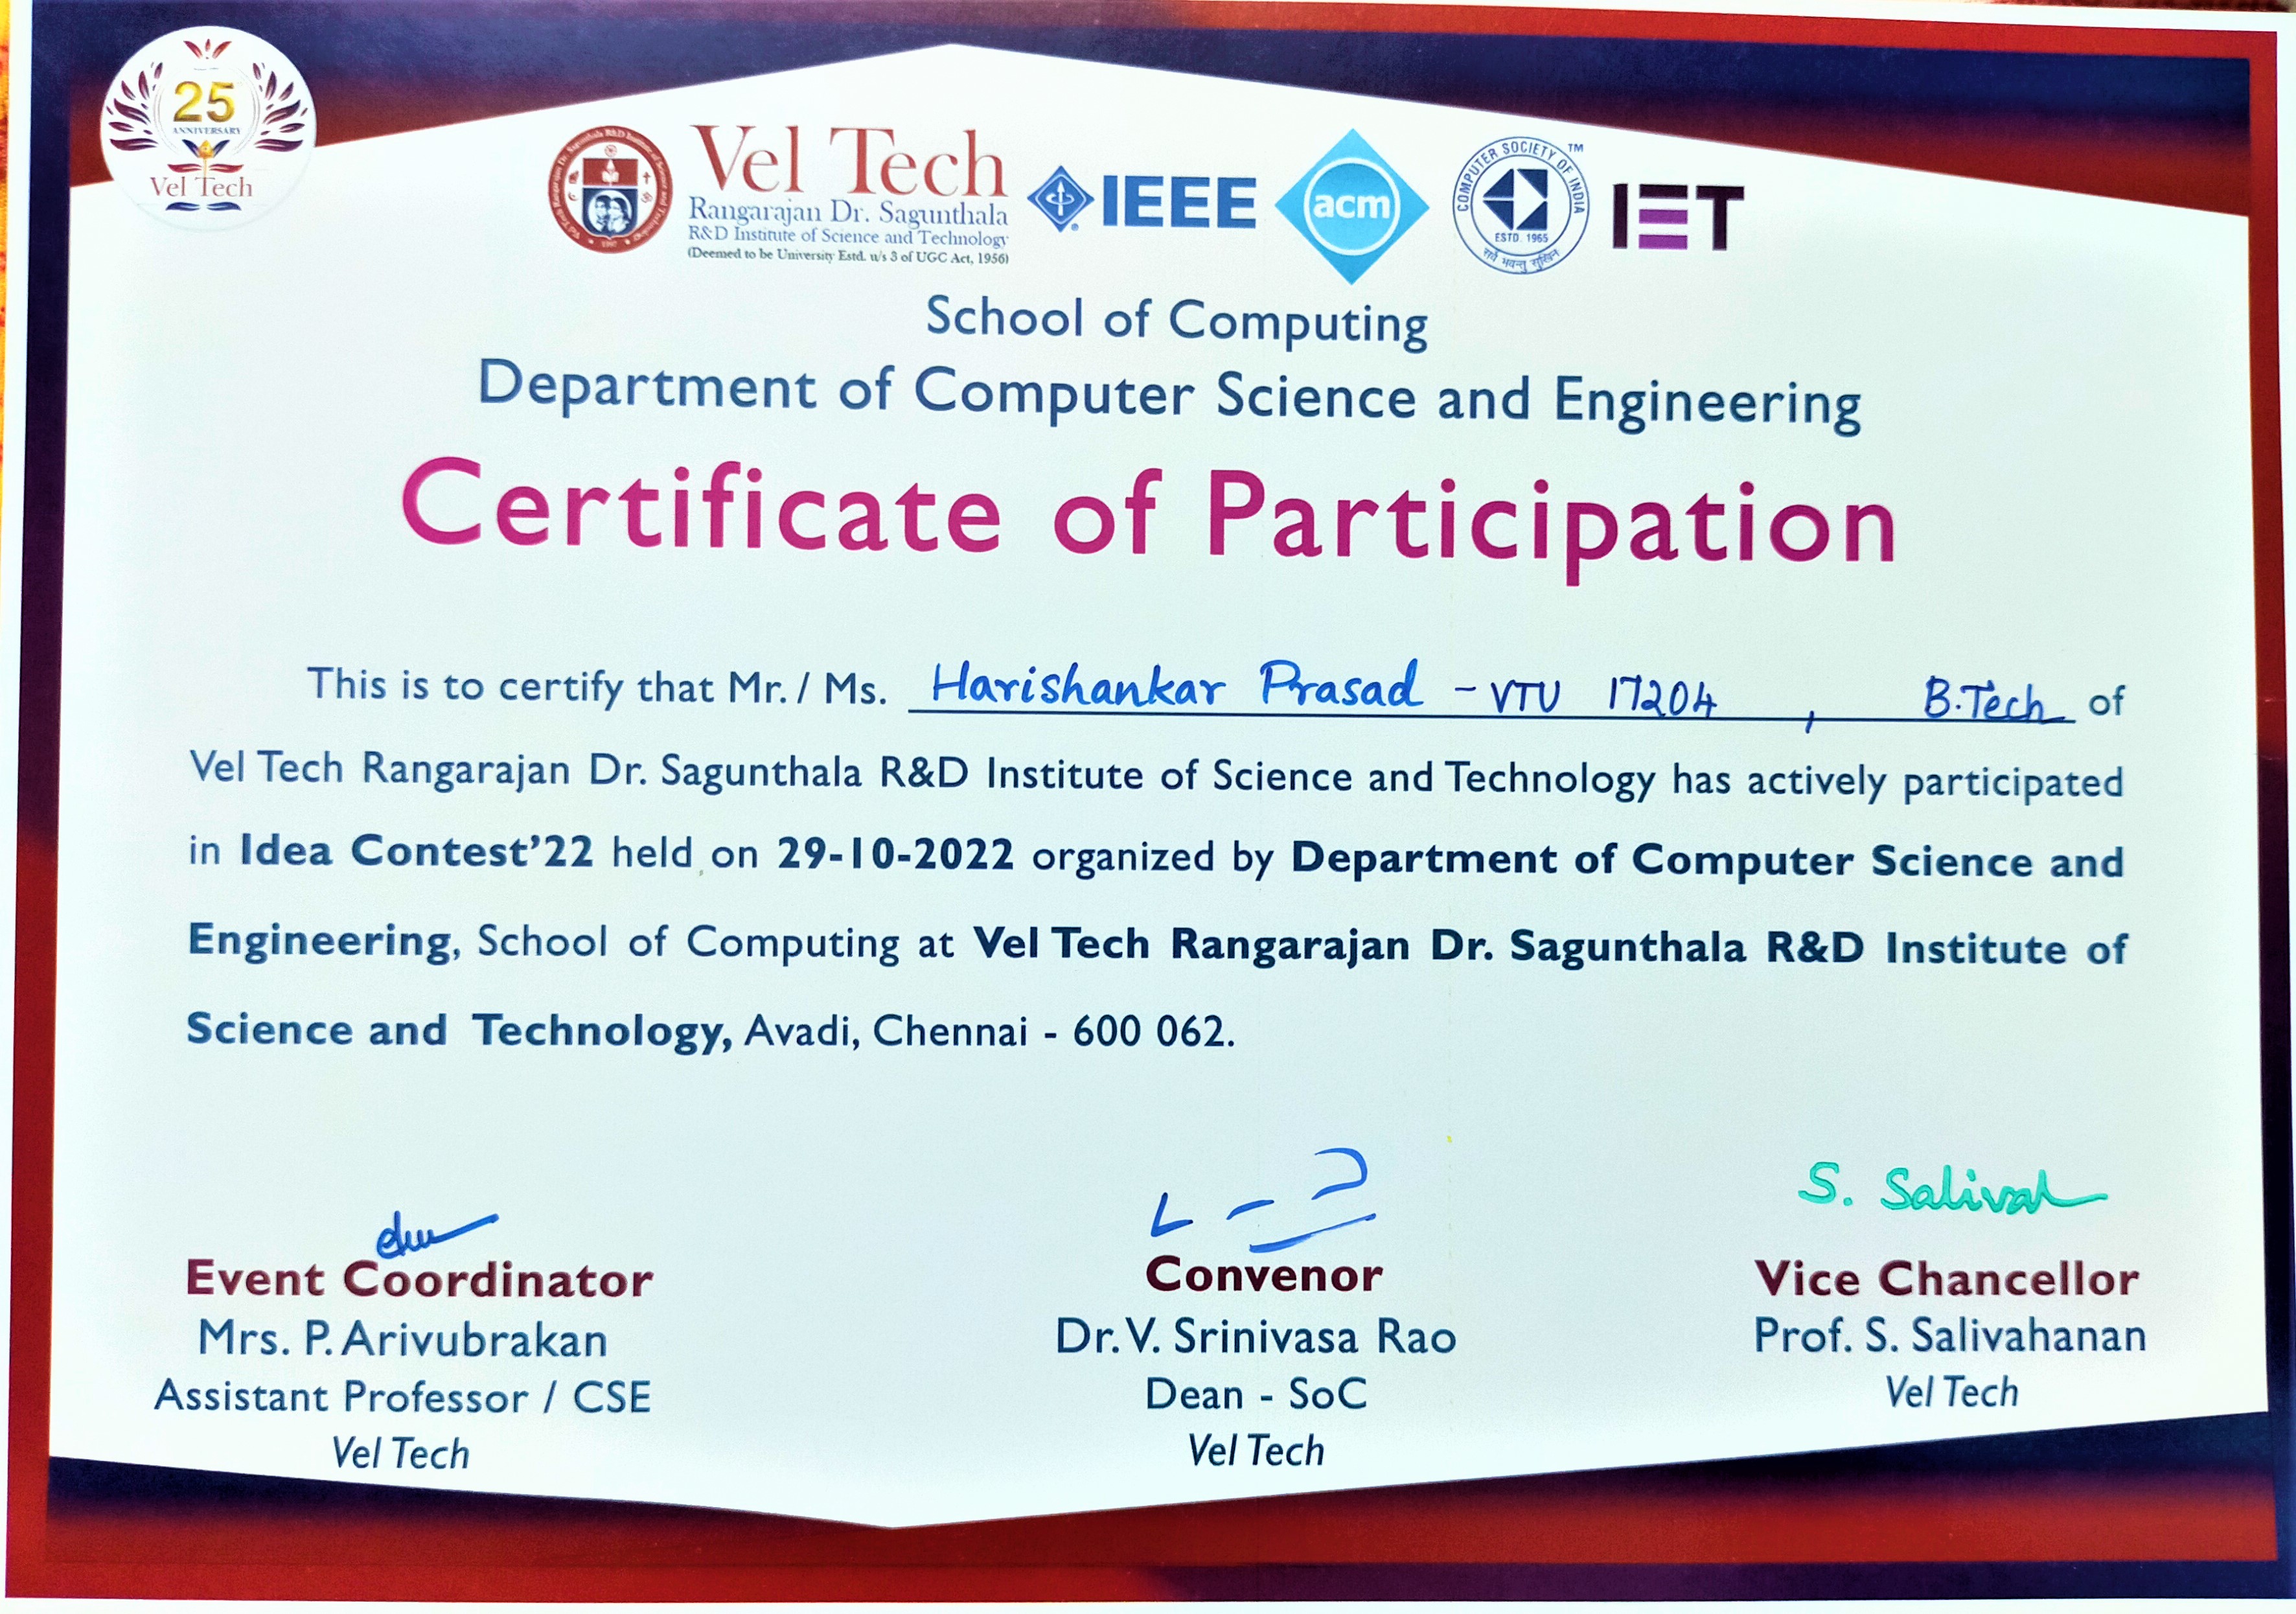 25
ANNIVERSARY
Vel Tech
Vel Tech
Rangarajan Dr. Sagunthala
R&D Institute of Science and Technology
(Deemed to be University Estd. u/s 3 of UGC Act, 1956)
IEEE
acm
COMPUTER SOCIETY OF INDIA
TM
ESTD. 1965
IET
School of Computing
Department of Computer Science and Engineering
Certificate of Participation
This is to certify that Mr. / Ms. Harishankar Prasad - VTU 17204 , B.Tech of
Vel Tech Rangarajan Dr. Sagunthala R&D Institute of Science and Technology has actively participated
in Idea Contest'22 held on 29-10-2022 organized by Department of Computer Science and
Engineering, School of Computing at Vel Tech Rangarajan Dr. Sagunthala R&D Institute of
Science and Technology, Avadi, Chennai - 600 062.
Event Coordinator
Mrs. P. Arivubrakan
Assistant Professor / CSE
Vel Tech
Convenor
Dr. V. Srinivasa Rao
Dean - SoC
Vel Tech
S. Salivah
Vice Chancellor
Prof. S. Salivahanan
Vel Tech